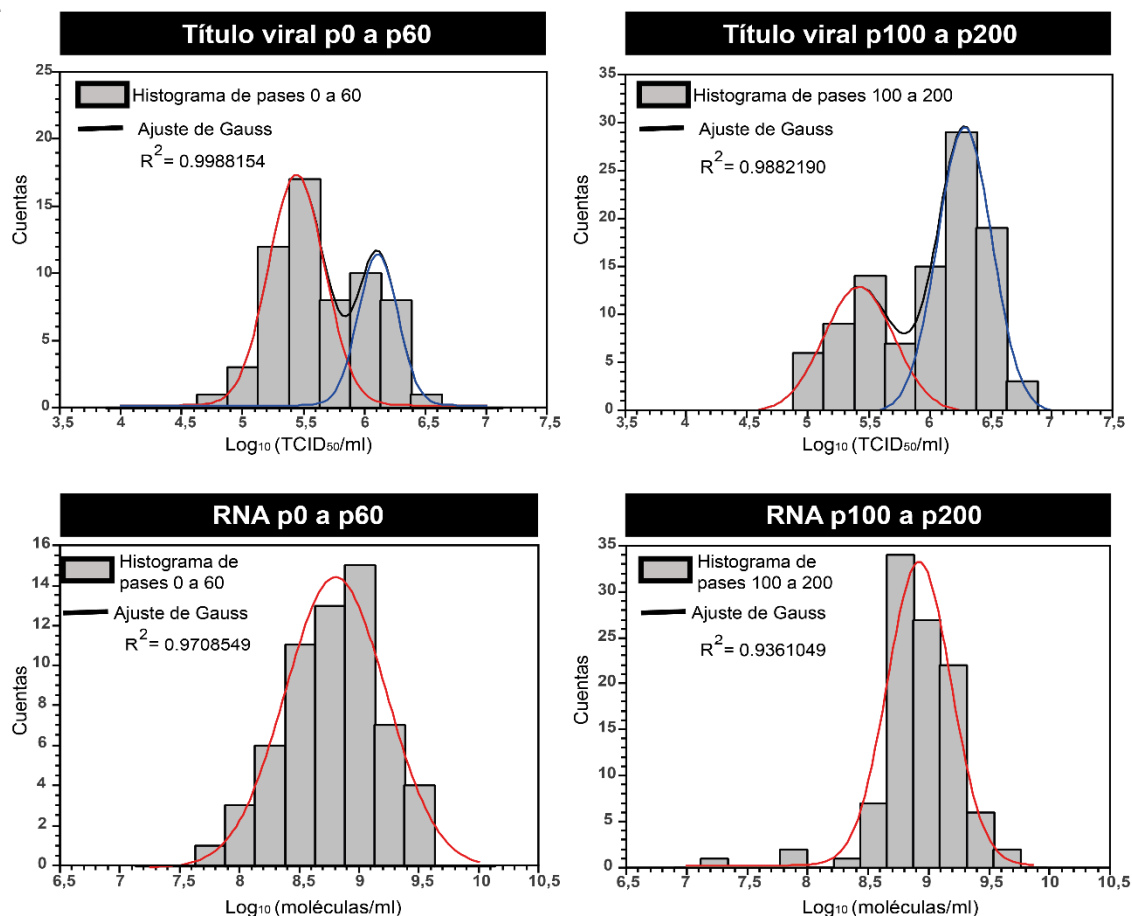 Título viral p0 a p60
25
20
15
10
5
0
Cuentas
Histograma de pases 0 a 60
Ajuste de Gauss
R2 = 0.9988154
3,5 4 4,5 5 5,5 6 6,5 7 7,5
Log10 (TCID50/ml)
Título viral p100 a p200
35
30
25
20
15
10
5
0
Cuentas
Histograma de pases 100 a 200
Ajuste de Gauss
R2 = 0.9882190
3,5 4 4,5 5 5,5 6 6,5 7 7,5
Log10 (TCID50/ml)
RNA p0 a p60
16
14
12
10
8
6
4
2
0
Cuentas
Histograma de
pases 0 a 60
Ajuste de Gauss
R2 = 0.9708549
6,5 7 7,5 8 8,5 9 9,5 10 10,5
Log10 (moléculas/ml)
RNA p100 a p200
35
30
25
20
15
10
5
0
Cuentas
Histograma de
pases 100 a 200
Ajuste de Gauss
R2 = 0.9361049
6,5 7 7,5 8 8,5 9 9,5 10 10,5
Log10 (moléculas/ml)